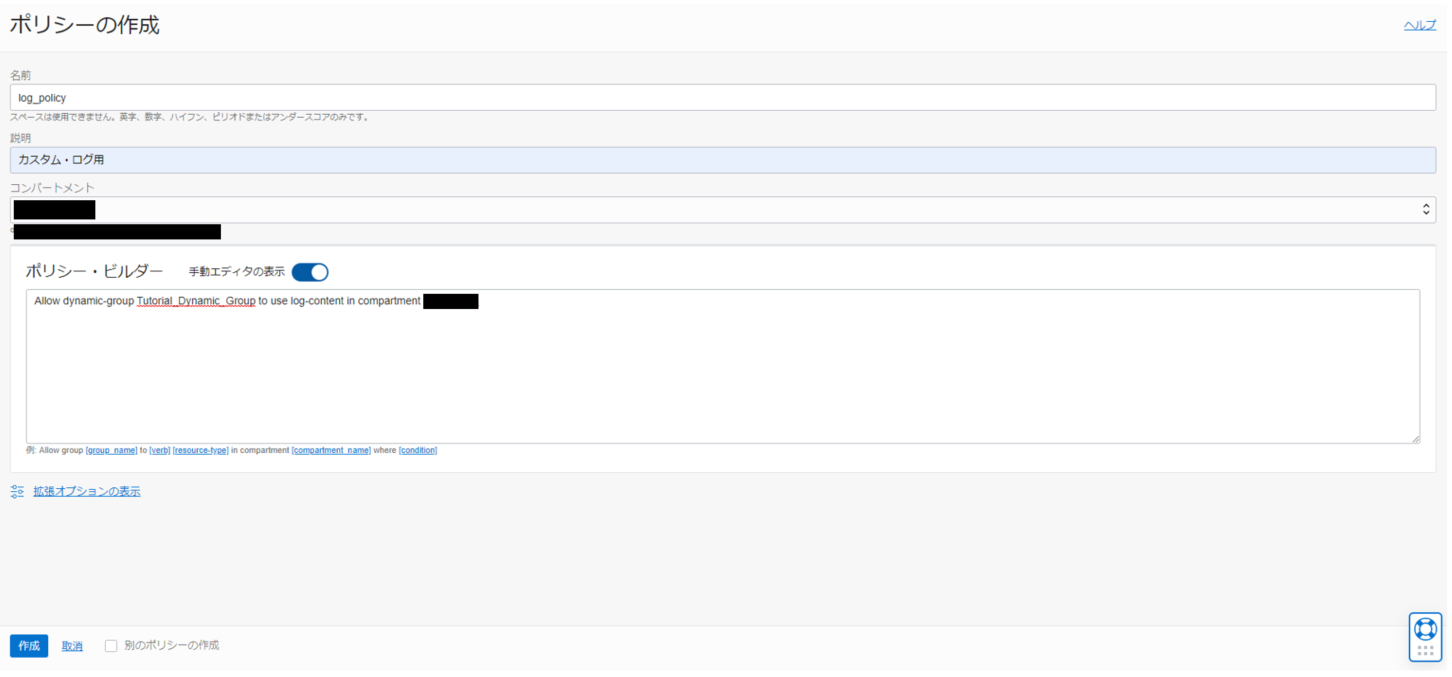 ポリシーの作成
ヘルプ
名前
log_policy
スペースは使用できません。英字、数字、ハイフン、ピリオドまたはアンダースコアのみです。
説明
カスタム・ログ用
コンパートメント
ポリシー・ビルダー 手動エディタの表示
Allow dynamic-group Tutorial_Dynamic_Group to use log-content in compartment
例: Allow group [group_name] to [verb] [resource-type] in compartment [compartment_name] where [condition]
拡張オプションの表示
作成 取消 別のポリシーの作成